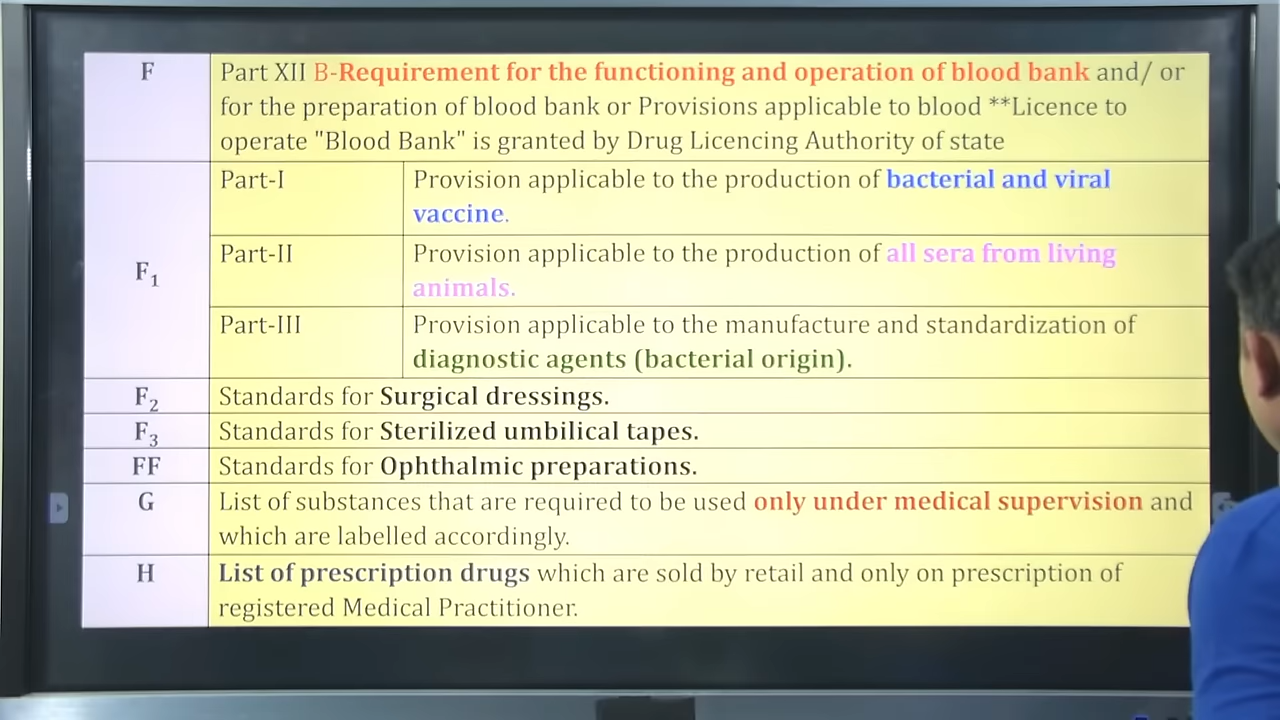 F
Part XII B-Requirement for the functioning and operation of blood bank and/ or
for the preparation of blood bank or Provisions applicable to blood **Licence to
operate "Blood Bank" is granted by Drug Licencing Authority of state
F₁
Part-I
Provision applicable to the production of bacterial and viral
vaccine.
Part-II
Provision applicable to the production of all sera from living
animals.
Part-III
Provision applicable to the manufacture and standardization of
diagnostic agents (bacterial origin).
F₂
Standards for Surgical dressings.
F₃
Standards for Sterilized umbilical tapes.
FF
Standards for Ophthalmic preparations.
G
List of substances that are required to be used only under medical supervision and
which are labelled accordingly.
H
List of prescription drugs which are sold by retail and only on prescription of
registered Medical Practitioner.